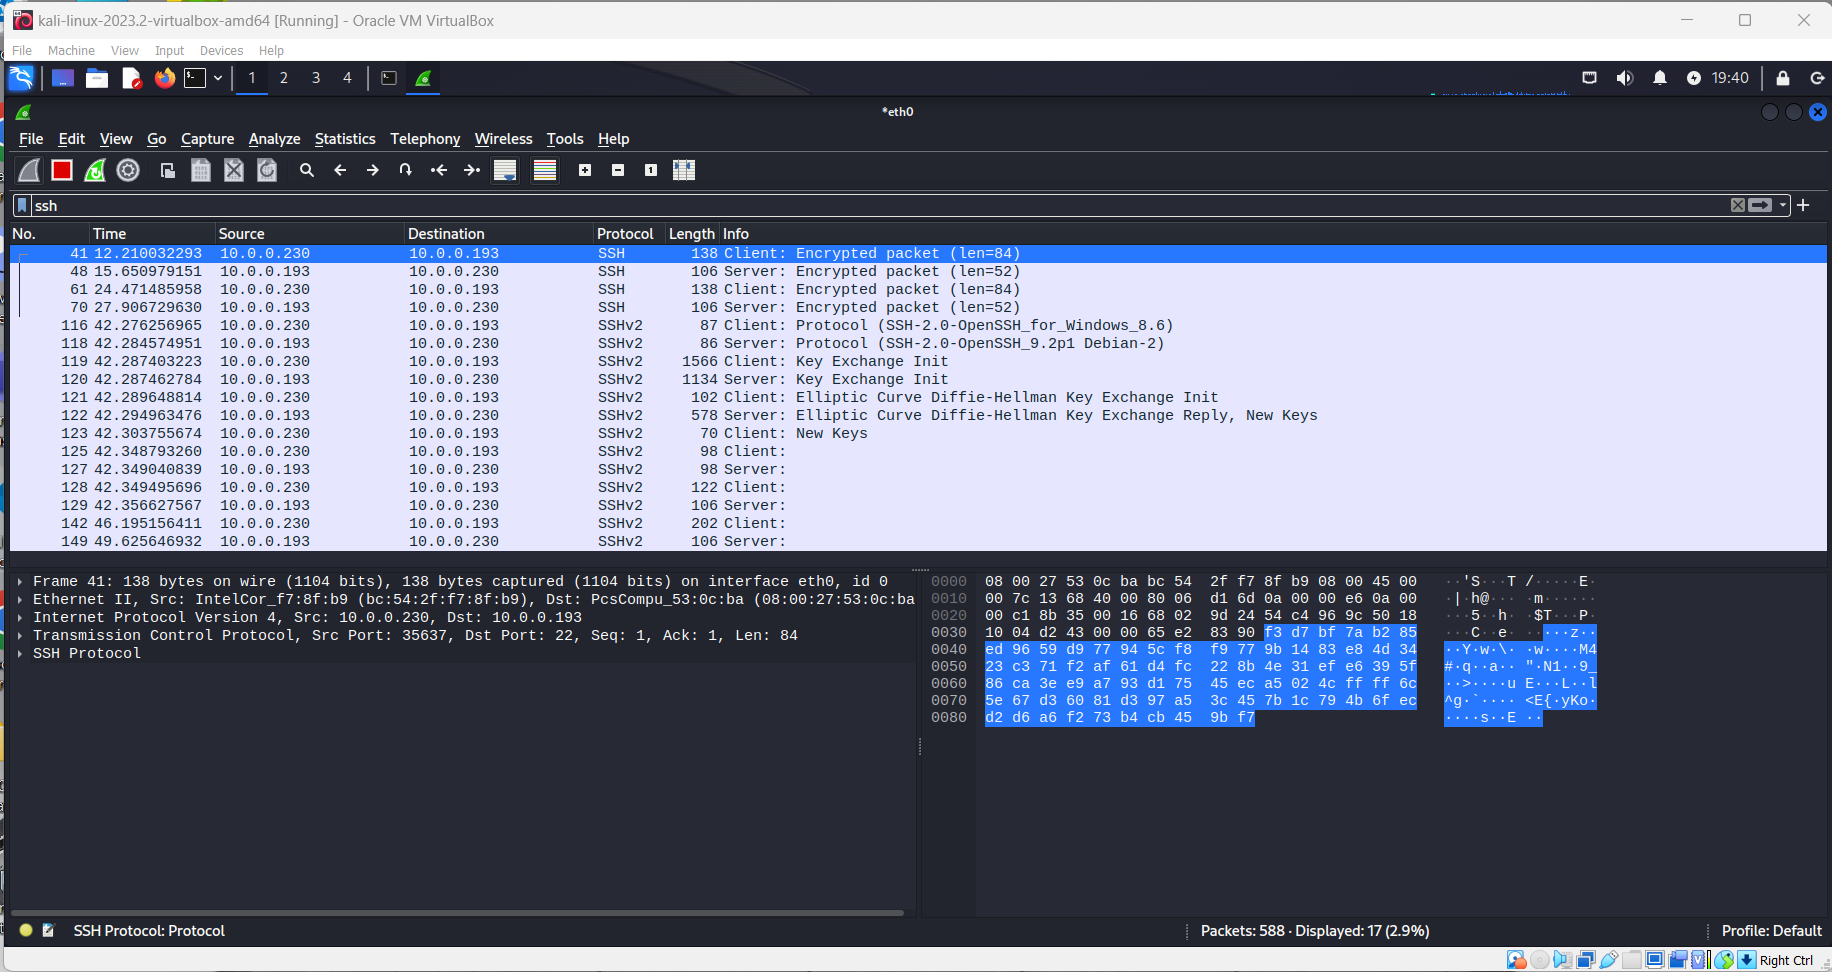 kali-linux-2023.2-virtualbox-amd64 [Running] - Oracle VM VirtualBox
File Machine View Input Devices Help
1 2 3 4 19:40
*eth0
File Edit View Go Capture Analyze Statistics Telephony Wireless Tools Help
ssh
No. Time Source Destination Protocol Length Info
41 12.210032293 10.0.0.230 10.0.0.193 SSH 138 Client: Encrypted packet (len=84)
48 15.650979151 10.0.0.193 10.0.0.230 SSH 106 Server: Encrypted packet (len=52)
61 24.471485958 10.0.0.230 10.0.0.193 SSH 138 Client: Encrypted packet (len=84)
70 27.906729630 10.0.0.193 10.0.0.230 SSH 106 Server: Encrypted packet (len=52)
116 42.276256965 10.0.0.230 10.0.0.193 SSHv2 87 Client: Protocol (SSH-2.0-OpenSSH_for_Windows_8.6)
118 42.284574951 10.0.0.193 10.0.0.230 SSHv2 86 Server: Protocol (SSH-2.0-OpenSSH_9.2p1 Debian-2)
119 42.287403223 10.0.0.230 10.0.0.193 SSHv2 1566 Client: Key Exchange Init
120 42.287462784 10.0.0.193 10.0.0.230 SSHv2 1134 Server: Key Exchange Init
121 42.289648814 10.0.0.230 10.0.0.193 SSHv2 102 Client: Elliptic Curve Diffie-Hellman Key Exchange Init
122 42.294963476 10.0.0.193 10.0.0.230 SSHv2 578 Server: Elliptic Curve Diffie-Hellman Key Exchange Reply, New Keys
123 42.303755674 10.0.0.230 10.0.0.193 SSHv2 70 Client: New Keys
125 42.348793260 10.0.0.230 10.0.0.193 SSHv2 98 Client:
127 42.349040839 10.0.0.193 10.0.0.230 SSHv2 98 Server:
128 42.349495696 10.0.0.230 10.0.0.193 SSHv2 122 Client:
129 42.356627567 10.0.0.193 10.0.0.230 SSHv2 106 Server:
142 46.195156411 10.0.0.230 10.0.0.193 SSHv2 202 Client:
149 49.625646932 10.0.0.193 10.0.0.230 SSHv2 106 Server:
Frame 41: 138 bytes on wire (1104 bits), 138 bytes captured (1104 bits) on interface eth0, id 0
Ethernet II, Src: IntelCor_f7:8f:b9 (bc:54:2f:f7:8f:b9), Dst: PcsCompu_53:0c:ba (08:00:27:53:0c:ba
Internet Protocol Version 4, Src: 10.0.0.230, Dst: 10.0.0.193
Transmission Control Protocol, Src Port: 35637, Dst Port: 22, Seq: 1, Ack: 1, Len: 84
SSH Protocol
0000 08 00 27 53 0c ba bc 54 2f f7 8f b9 08 00 45 00 ··'S···T /·····E·
0010 00 7c 13 68 40 00 80 06 d1 6d 0a 00 00 e6 0a 00 ·|·h@··· ·m······
0020 00 c1 8b 35 00 16 68 02 9d 24 54 c4 96 9c 50 18 ···5··h· ·$T···P·
0030 10 04 d2 43 00 00 65 e2 83 90 f3 d7 bf 7a b2 85 ···C··e· ·····z··
0040 ed 96 59 d9 77 94 5c f8 f9 77 9b 14 83 e8 4d 34 ··Y·w·\· ·w····M4
0050 23 c3 71 f2 af 61 d4 fc 22 8b 4e 31 ef e6 39 5f #·q··a·· "·N1··9_
0060 86 ca 3e e9 a7 93 d1 75 45 ec a5 02 4c ff ff 6c ··>····u E···L··l
0070 5e 67 d3 60 81 d3 97 a5 3c 45 7b 1c 79 4b 6f ec ^g·`···· <E{·yKo·
0080 d2 d6 a6 f2 73 b4 cb 45 9b f7 ····s··E ··
SSH Protocol: Protocol
Packets: 588 · Displayed: 17 (2.9%)
Profile: Default
Right Ctrl